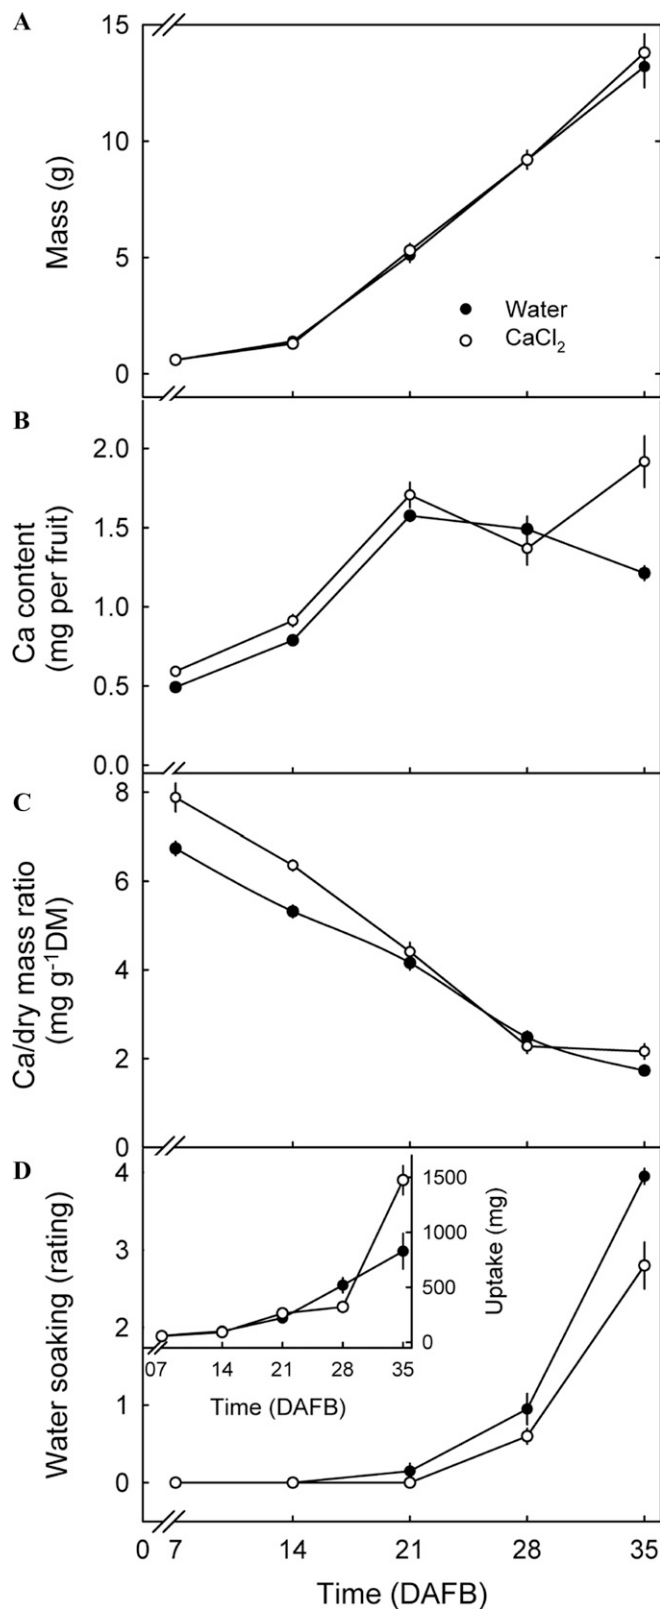 A
15
10
5
0
Mass (g)
Water
CaCl₂
B
2.0
1.5
1.0
0.5
0.0
Ca content
(mg per fruit)
C
8
6
4
2
0
Ca/dry mass ratio
(mg g⁻¹DM)
D
4
3
2
1
0
Water soaking (rating)
1500
1000
500
0
Uptake (mg)
07 14 21 28 35
Time (DAFB)
0 7 14 21 28 35
Time (DAFB)